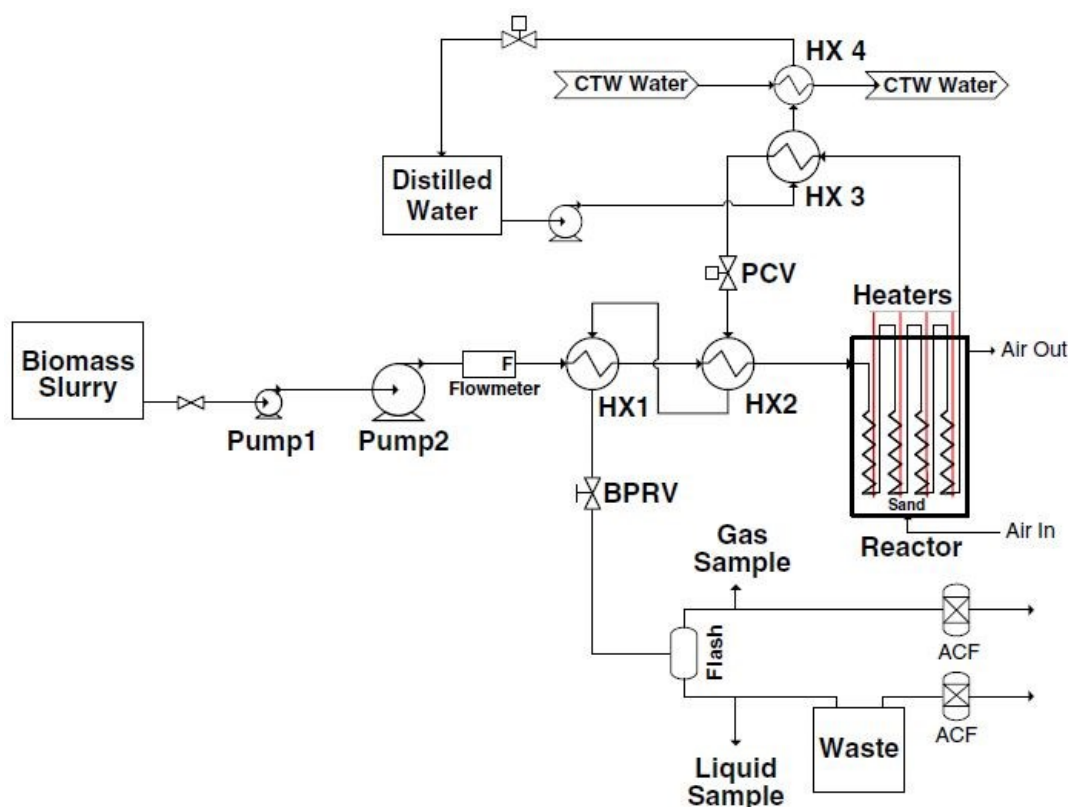 HX 4
CTW Water
CTW Water
Distilled
Water
HX 3
PCV
Heaters
Biomass
Slurry
F
Flowmeter
Air Out
HX1
HX2
Pump1
Pump2
BPRV
Sand
Air In
Reactor
Gas
Sample
Flash
ACF
ACF
Waste
Liquid
Sample